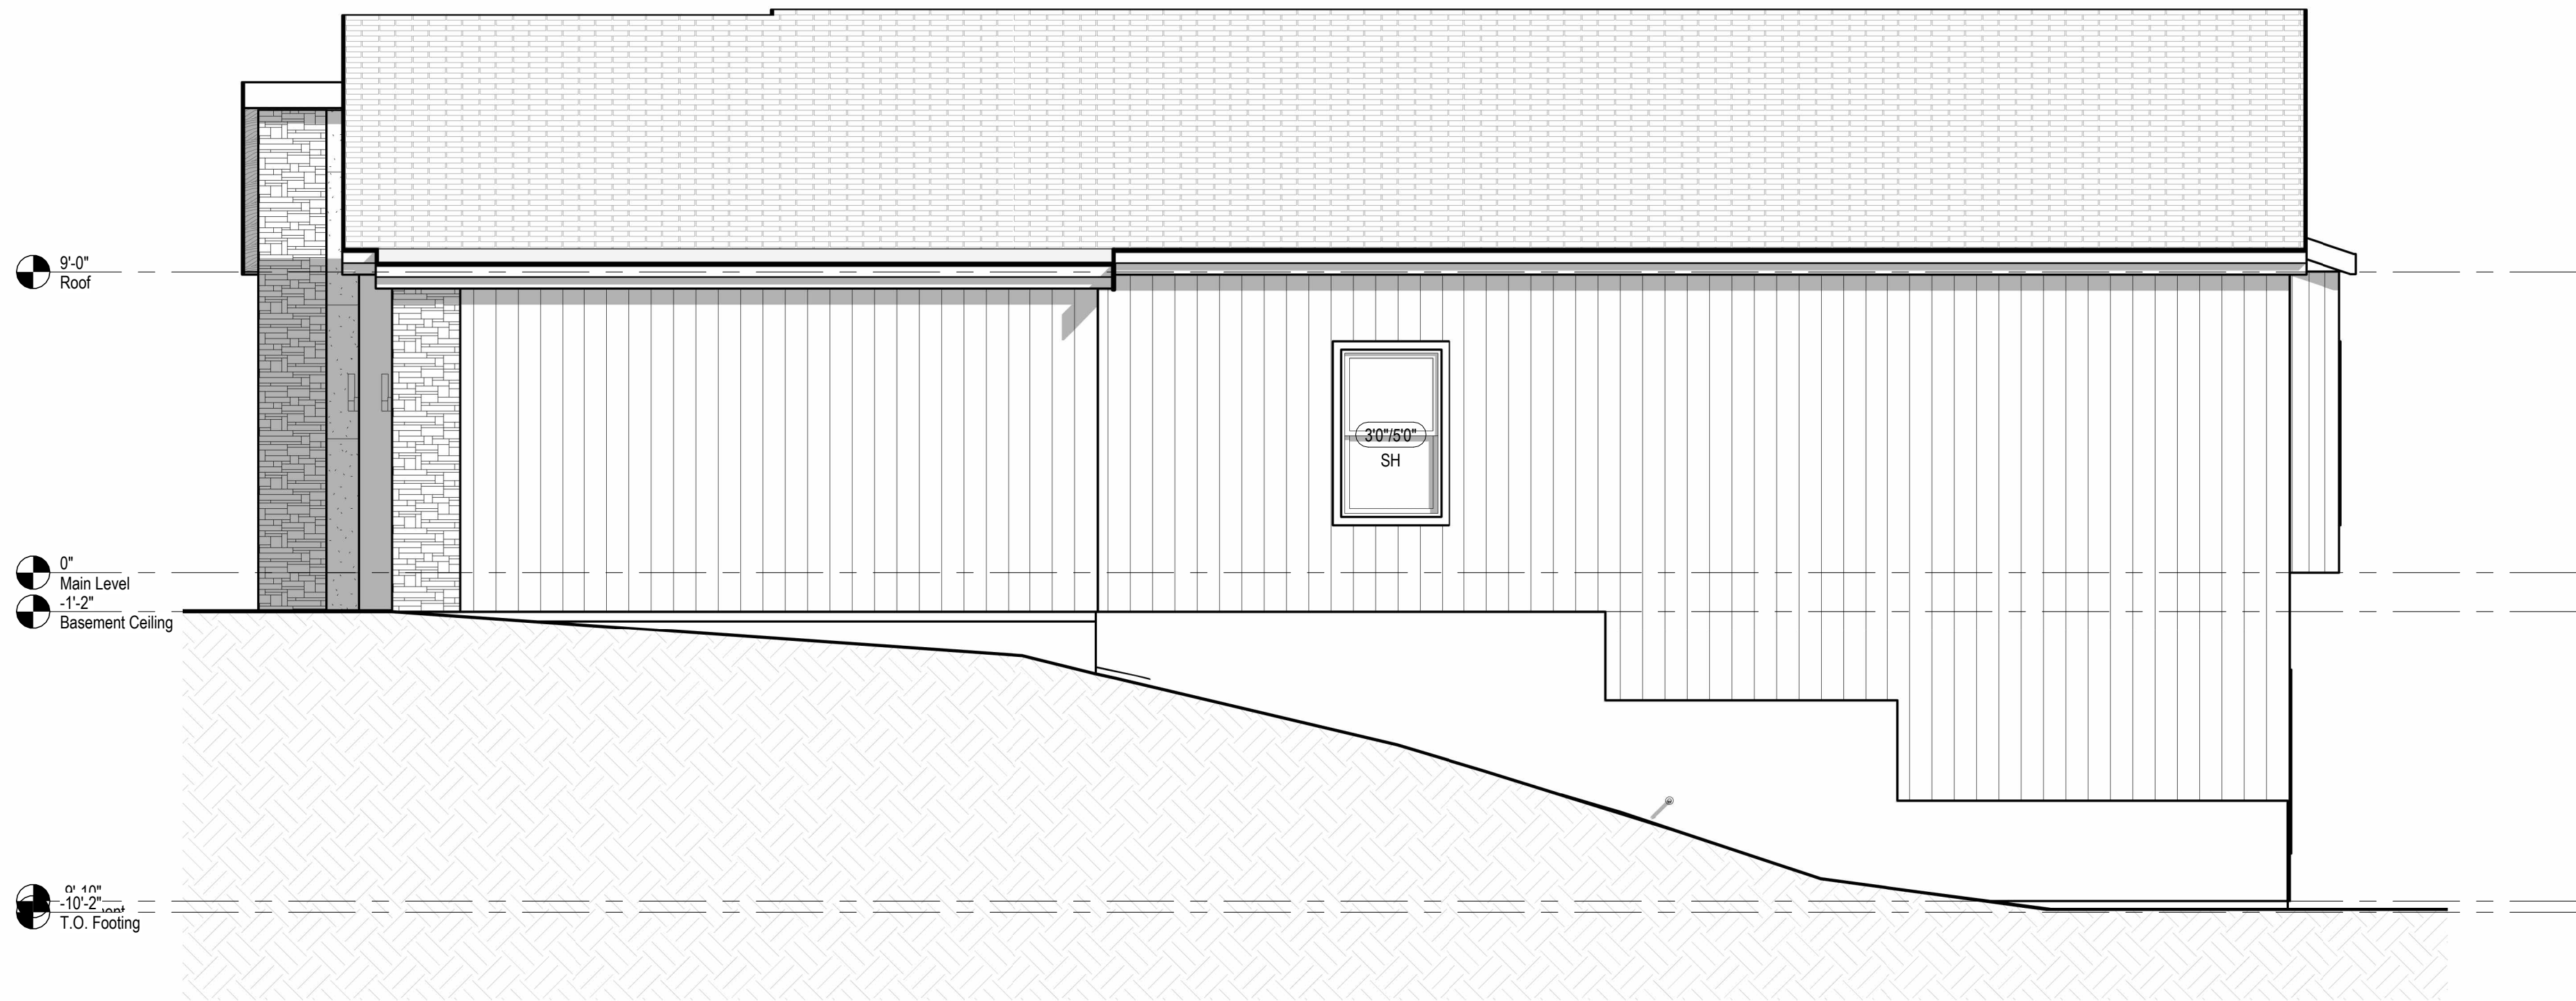 9'-0"
Roof
3'0"/5'0"
SH
0"
Main Level
-1'-2"
Basement Ceiling
-10'-2"
T.O. Footing